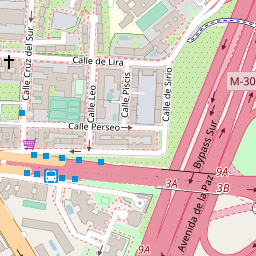 Calle Cruz del Sur
Calle de Lira
Calle Leo
Calle Piscis
Calle de Sirio
M-30
Calle Perseo
Bypass Sur
9A
3A
3B
Avenida de la Paz
9A